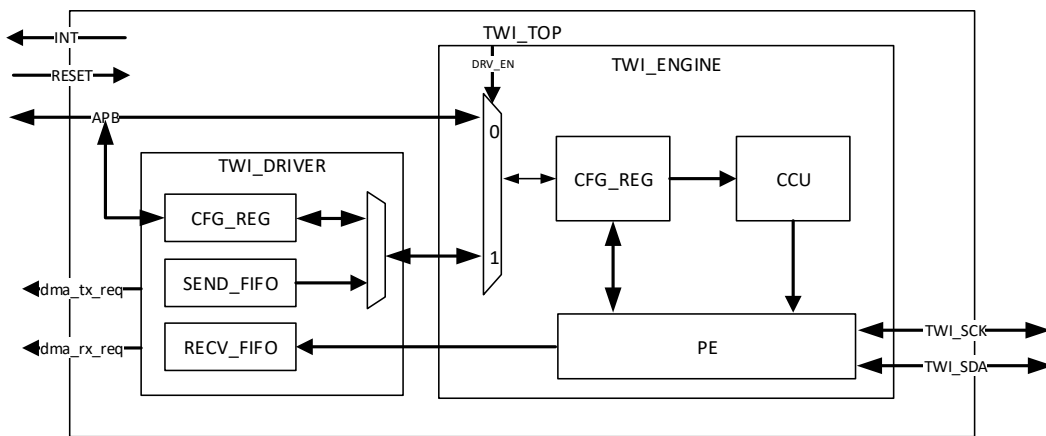 TWI_TOP
INT
DRV_EN
TWI_ENGINE
RESET
APB
0
TWI_DRIVER
CFG_REG
CCU
CFG_REG
1
SEND_FIFO
dma_tx_req
TWI_SCK
RECV_FIFO
dma_rx_req
PE
TWI_SDA